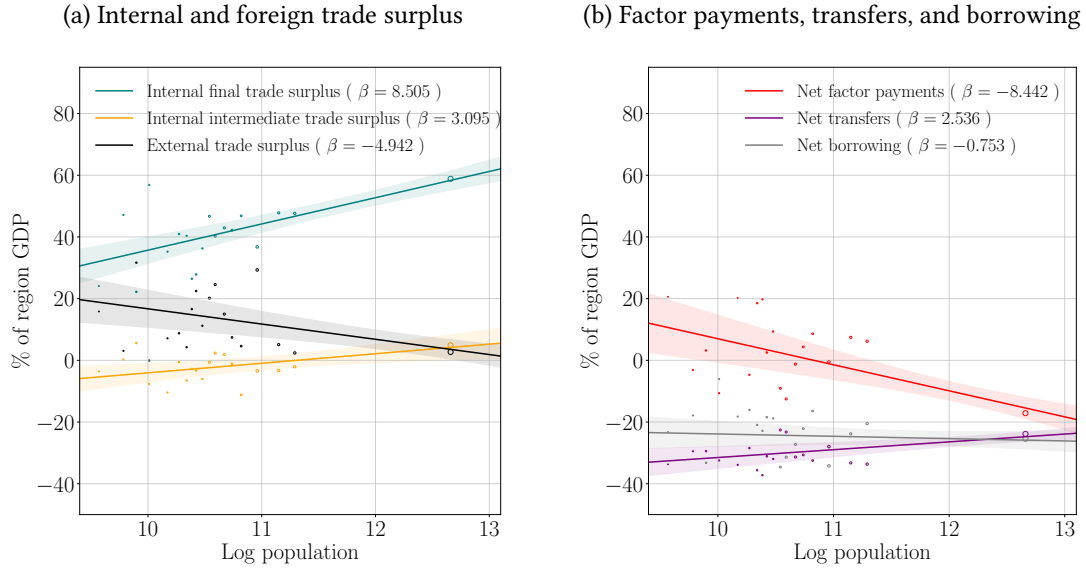 (a) Internal and foreign trade surplus
Internal final trade surplus ( β = 8.505 )
Internal intermediate trade surplus ( β = 3.095 )
External trade surplus ( β = −4.942 )
80
60
40
20
0
−20
−40
% of region GDP
10 11 12 13
Log population
(b) Factor payments, transfers, and borrowing
Net factor payments ( β = −8.442 )
Net transfers ( β = 2.536 )
Net borrowing ( β = −0.753 )
80
60
40
20
0
−20
−40
% of region GDP
10 11 12 13
Log population